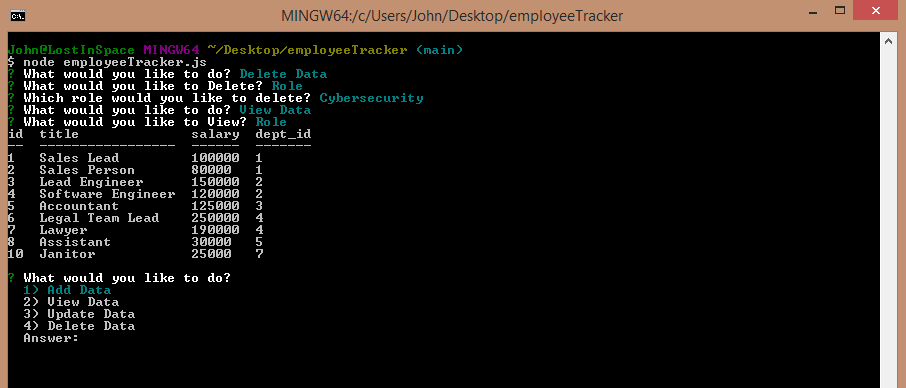 MINGW64:/c/Users/John/Desktop/employeeTracker
John@LostInSpace MINGW64 ~/Desktop/employeeTracker (main)
$ node employeeTracker.js
? What would you like to do? Delete Data
? What would you like to Delete? Role
? Which role would you like to delete? Cybersecurity
? What would you like to do? View Data
? What would you like to View? Role
id  title              salary  dept_id
--  -----------------  ------  -------
1   Sales Lead         100000  1
2   Sales Person       80000   1
3   Lead Engineer      150000  2
4   Software Engineer  120000  2
5   Accountant         125000  3
6   Legal Team Lead    250000  4
7   Lawyer             190000  4
8   Assistant          30000   5
10  Janitor            25000   7
? What would you like to do?
1) Add Data
2) View Data
3) Update Data
4) Delete Data
Answer: